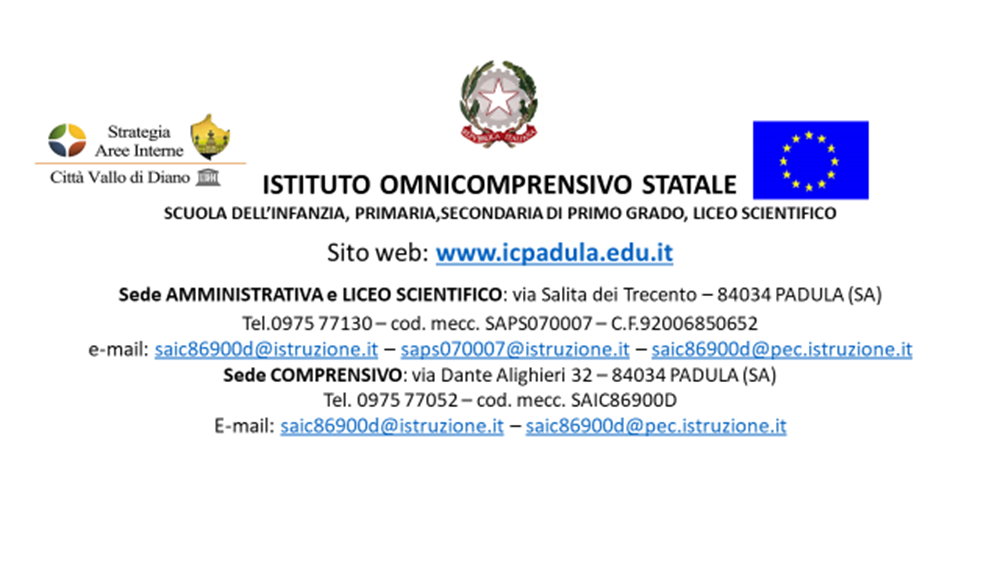 REPVBBLICA ITALIANA
Strategia
Aree Interne
Città Vallo di Diano
ISTITUTO OMNICOMPRENSIVO STATALE
SCUOLA DELL’INFANZIA, PRIMARIA,SECONDARIA DI PRIMO GRADO, LICEO SCIENTIFICO
Sito web: www.icpadula.edu.it
Sede AMMINISTRATIVA e LICEO SCIENTIFICO: via Salita dei Trecento – 84034 PADULA (SA)
Tel.0975 77130 – cod. mecc. SAPS070007 – C.F.92006850652
e-mail: saic86900d@istruzione.it – saps070007@istruzione.it – saic86900d@pec.istruzione.it
Sede COMPRENSIVO: via Dante Alighieri 32 – 84034 PADULA (SA)
Tel. 0975 77052 – cod. mecc. SAIC86900D
E-mail: saic86900d@istruzione.it – saic86900d@pec.istruzione.it